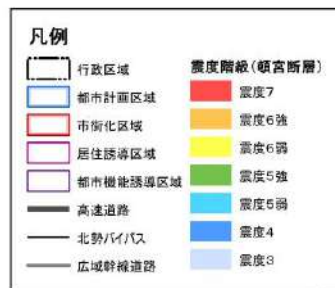 凡例
行政区域
都市計画区域
市街化区域
居住誘導区域
都市機能誘導区域
高速道路
北勢バイパス
広域幹線道路
震度階級(頓宮断層)
震度7
震度6強
震度6弱
震度5強
震度5弱
震度4
震度3